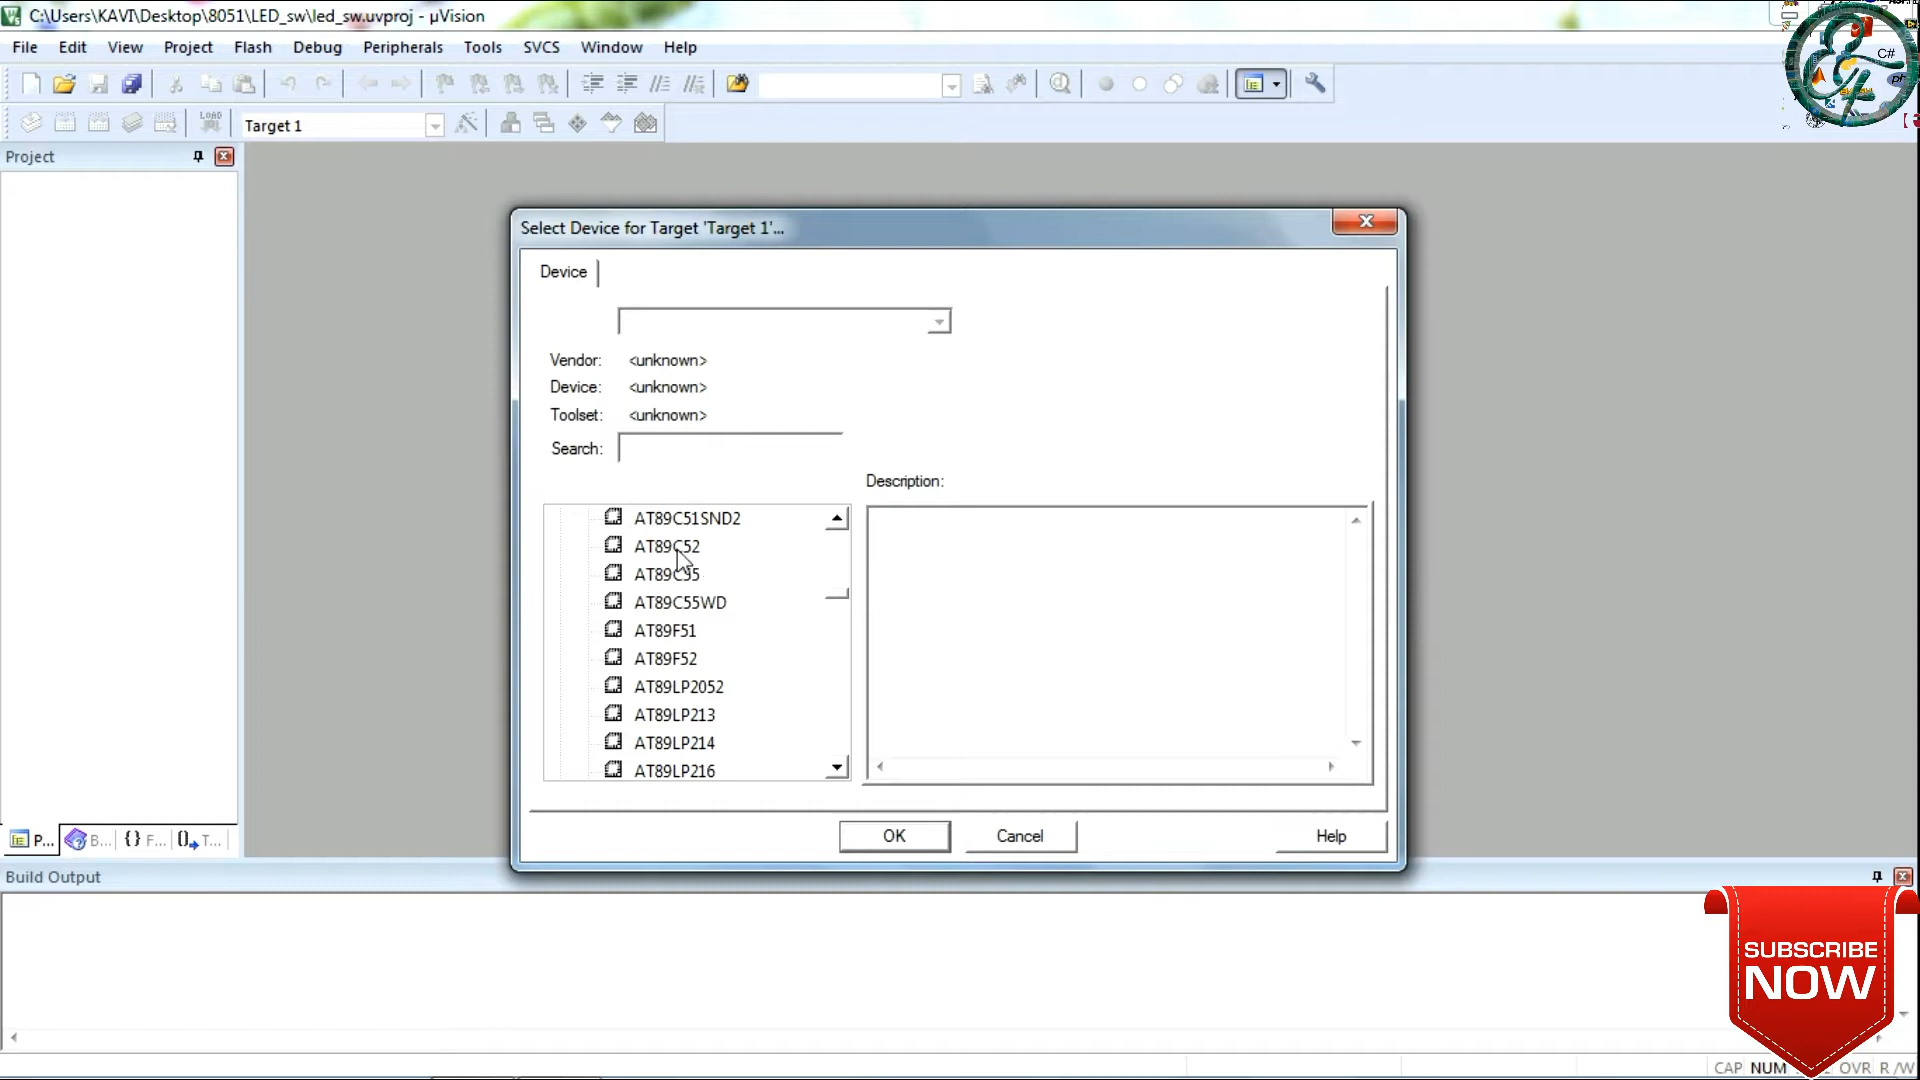 C:\Users\KAVI\Desktop\8051\LED_sw\led_sw.uvproj - µVision
File Edit View Project Flash Debug Peripherals Tools SVCS Window Help
C#
LOAD
Target 1
Project
Select Device for Target 'Target 1'...
Device
Vendor: <unknown>
Device: <unknown>
Toolset: <unknown>
Search:
Description:
AT89C51SND2
AT89C52
AT89C55
AT89C55WD
AT89F51
AT89F52
AT89LP2052
AT89LP213
AT89LP214
AT89LP216
OK Cancel Help
P... B... {} F... T...
Build Output
SUBSCRIBE
NOW
CAP NUM OVR R/W